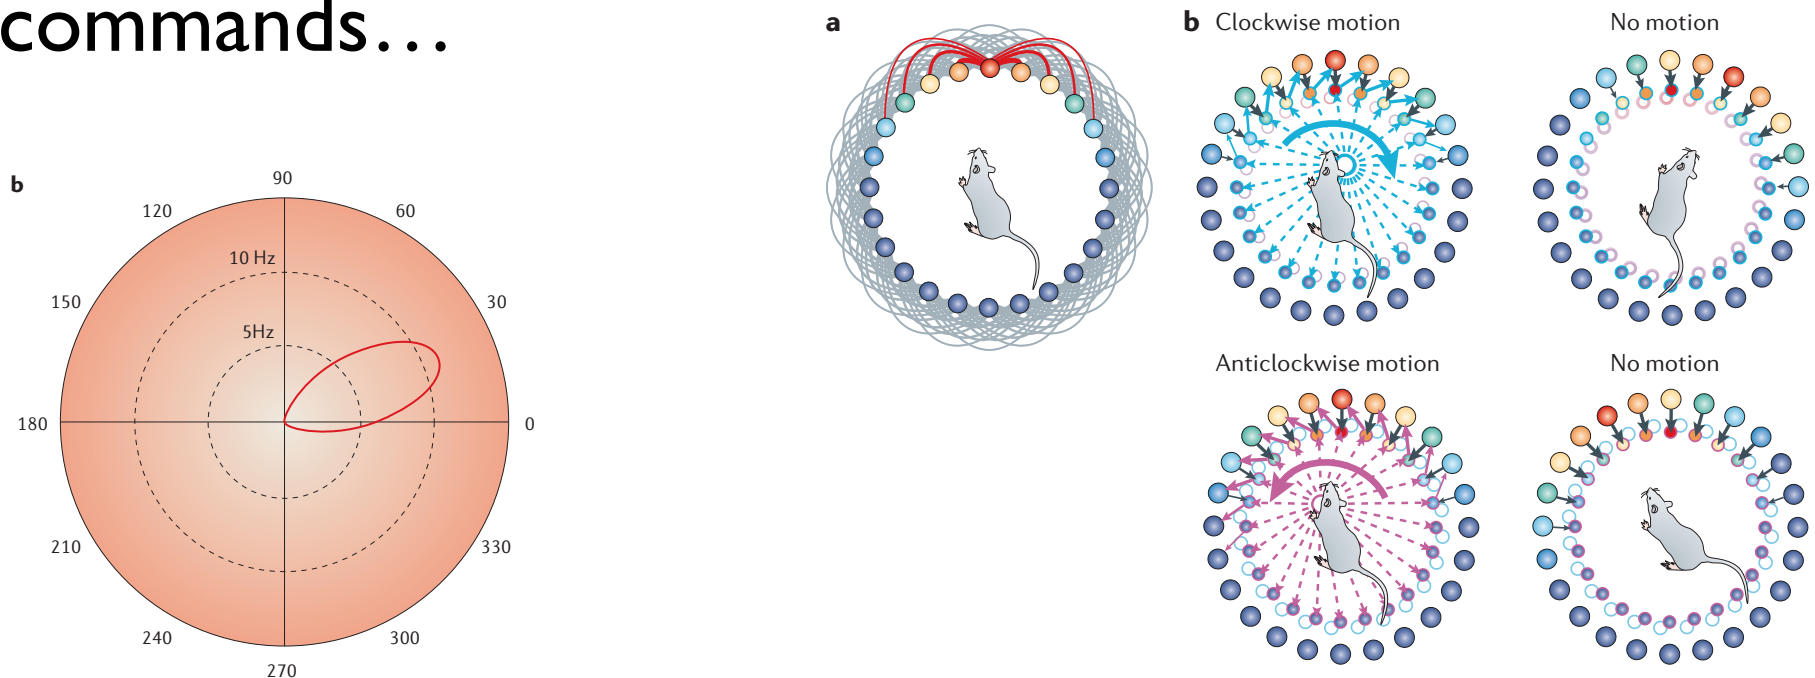 commands…
b
90
120
60
10 Hz
150
30
5Hz
180
0
210
330
240
300
270
a
b
Clockwise motion
No motion
Anticlockwise motion
No motion